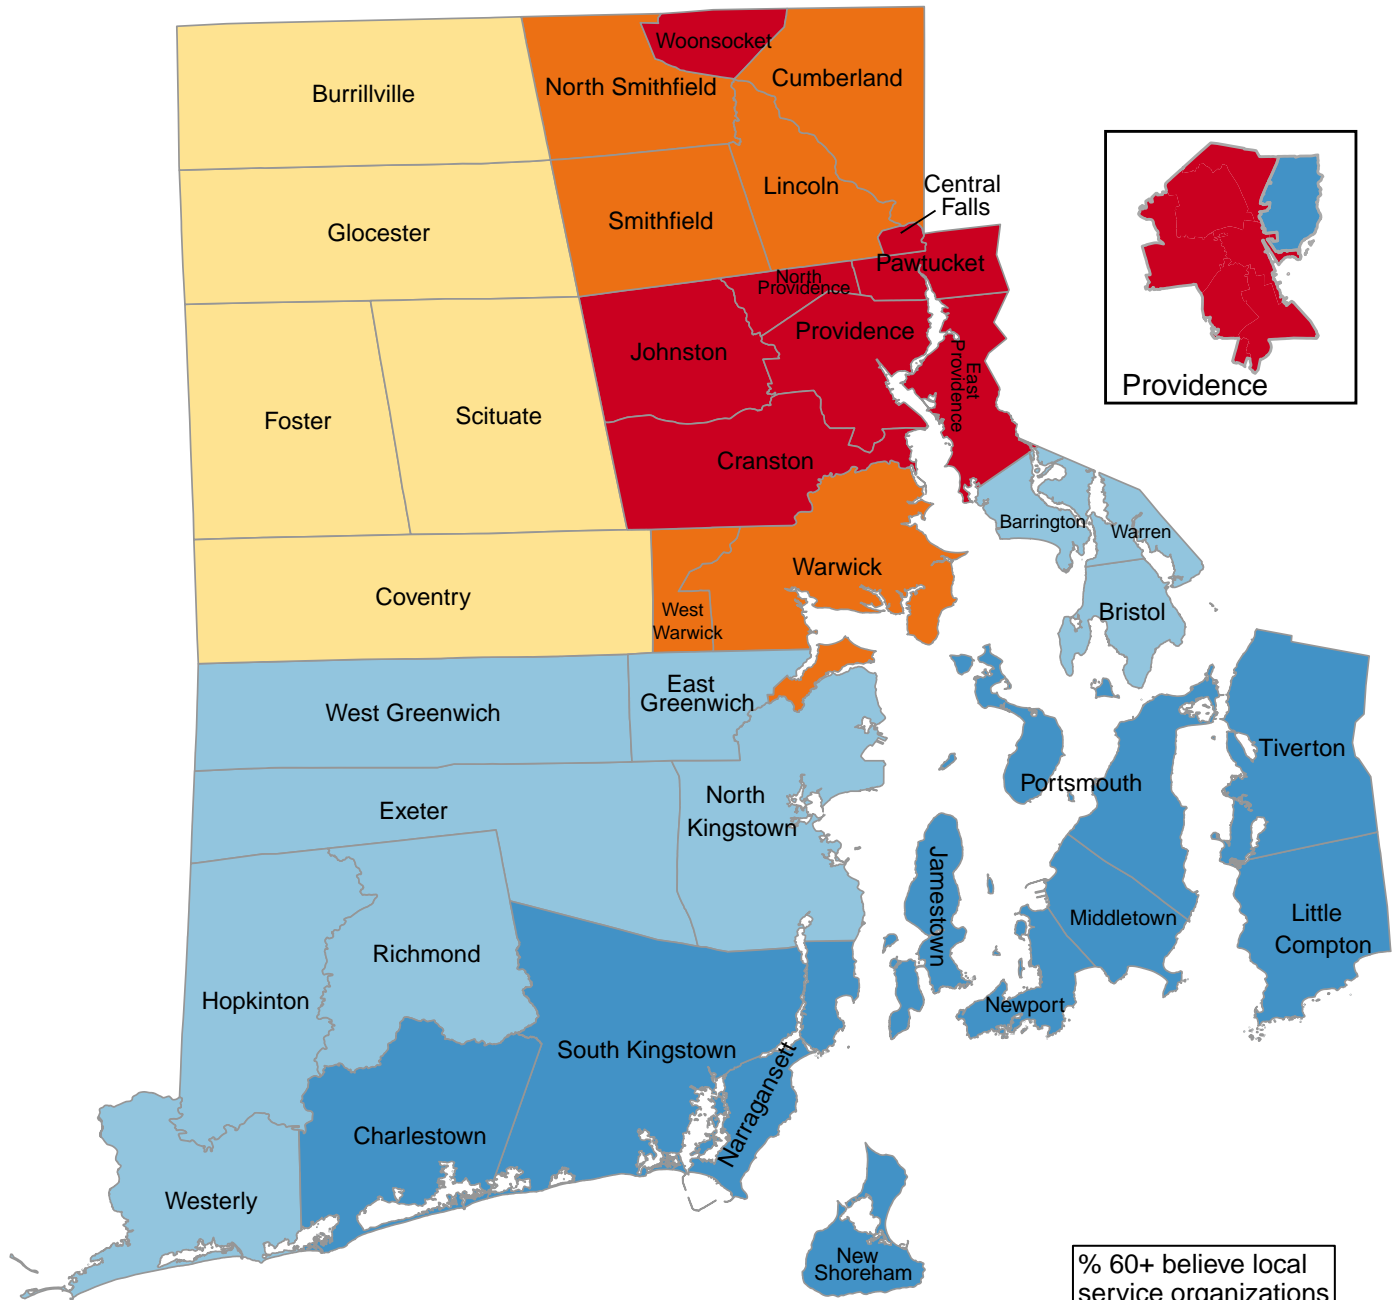 Woonsocket
Cumberland
North Smithfield
Burrillville
Central
Falls
Lincoln
Smithfield
Glocester
Pawtucket
North
Providence
Providence
Johnston
East
Providence
Providence
Foster
Scituate
Cranston
Barrington
Warren
Warwick
Coventry
West
Warwick
Bristol
East
Greenwich
West Greenwich
Tiverton
Portsmouth
North
Kingstown
Exeter
Jamestown
Middletown
Little
Compton
Richmond
Hopkinton
Newport
South Kingstown
Narragansett
Charlestown
Westerly
New
Shoreham
% 60+ believe local
service organizations